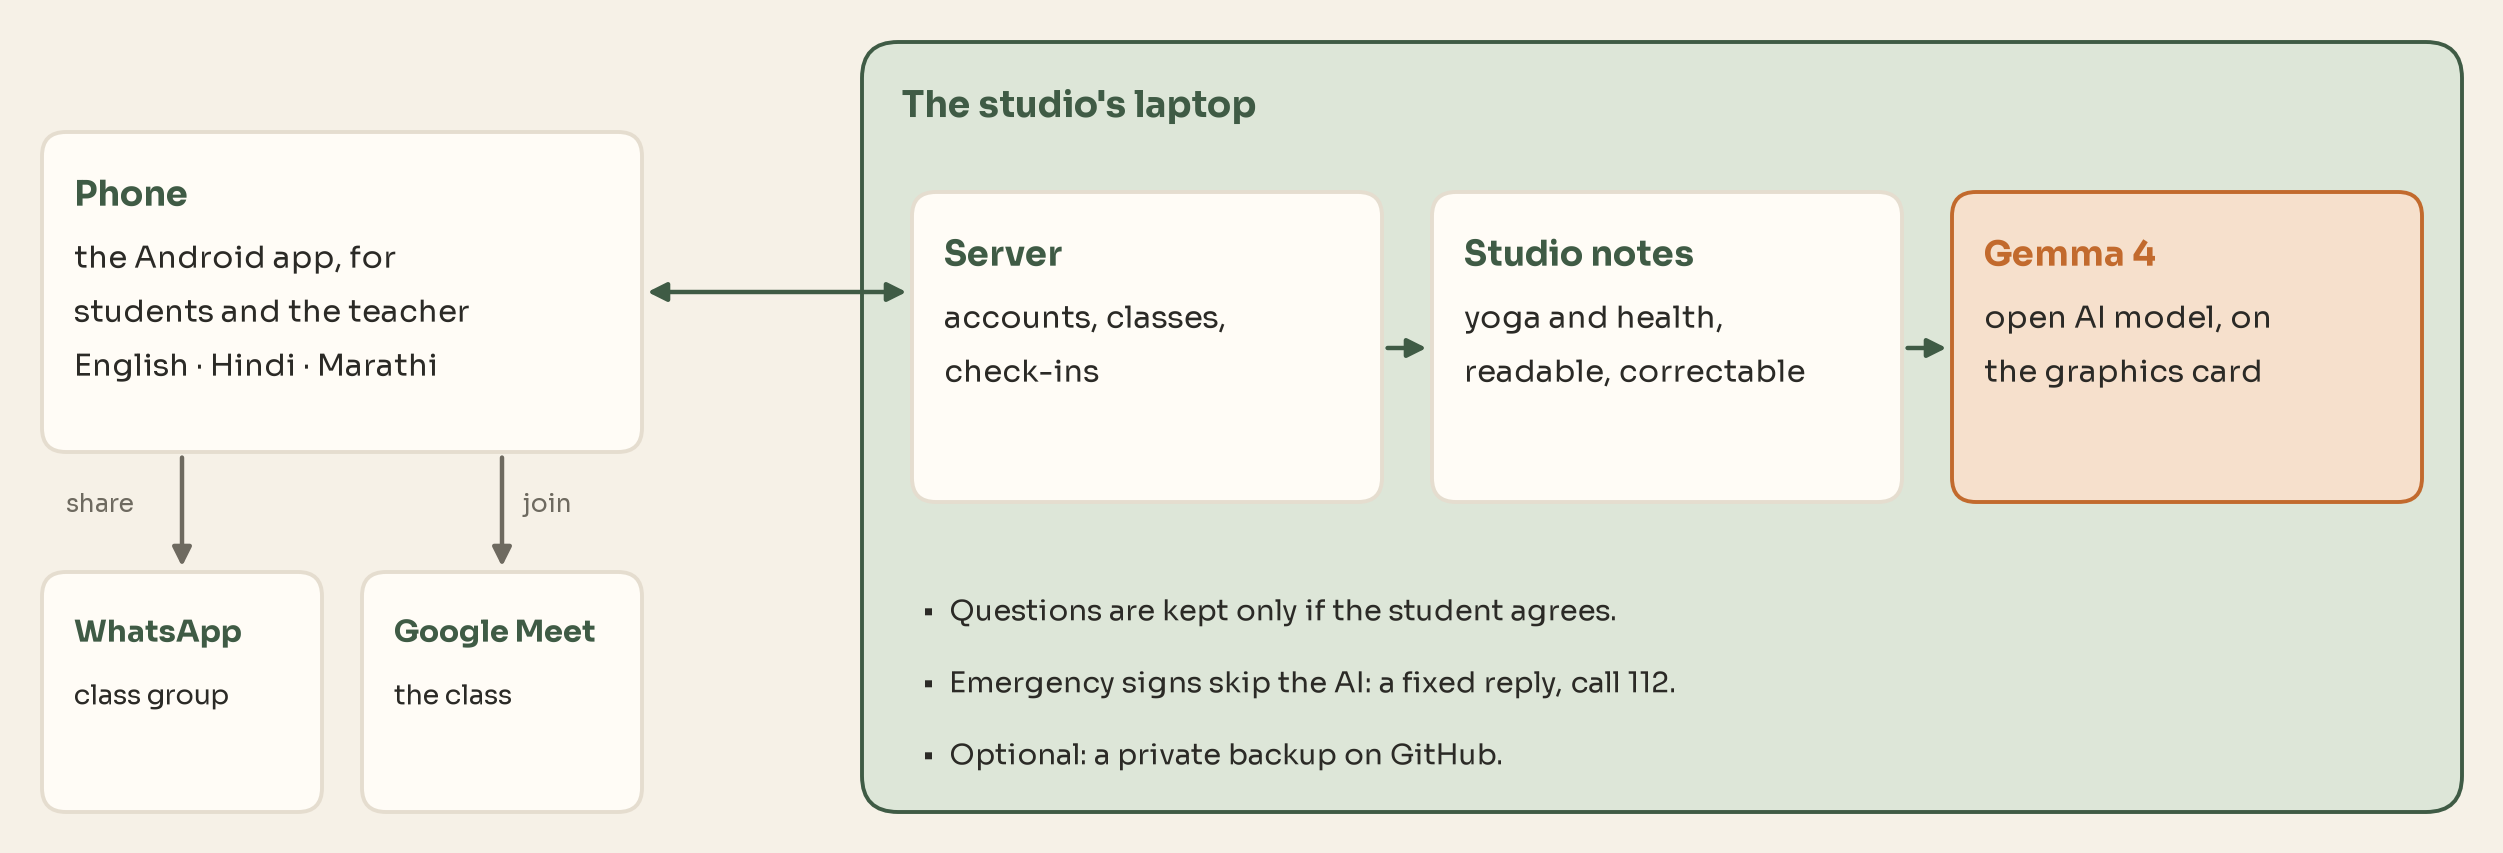 The studio's laptop
Phone
the Android app, for
students and the teacher
English · Hindi · Marathi
Server
accounts, classes,
check-ins
Studio notes
yoga and health,
readable, correctable
Gemma 4
open AI model, on
the graphics card
share
join
WhatsApp
class group
Google Meet
the class
▪ Questions are kept only if the student agrees.
▪ Emergency signs skip the AI: a fixed reply, call 112.
▪ Optional: a private backup on GitHub.